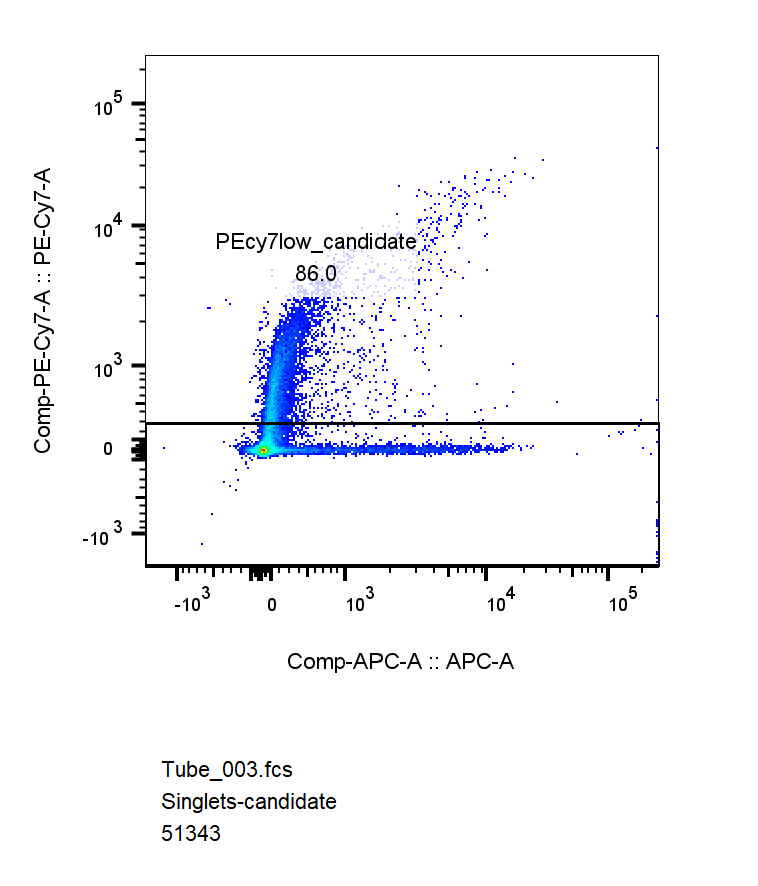 10^5
10^4
10^3
0
-10^3
Comp-PE-Cy7-A :: PE-Cy7-A
PEcy7low_candidate
86.0
-10^3 0 10^3 10^4 10^5
Comp-APC-A :: APC-A
Tube_003.fcs
Singlets-candidate
51343